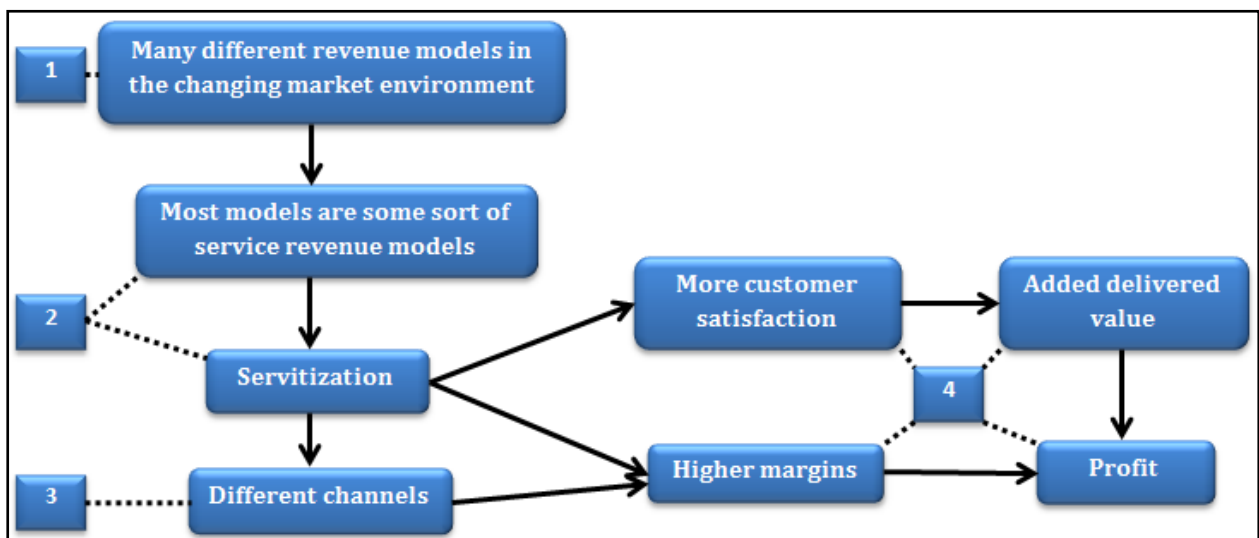 1
Many different revenue models in
the changing market environment
Most models are some sort of
service revenue models
2
More customer
satisfaction
Added delivered
value
Servitization
4
3
Different channels
Higher margins
Profit